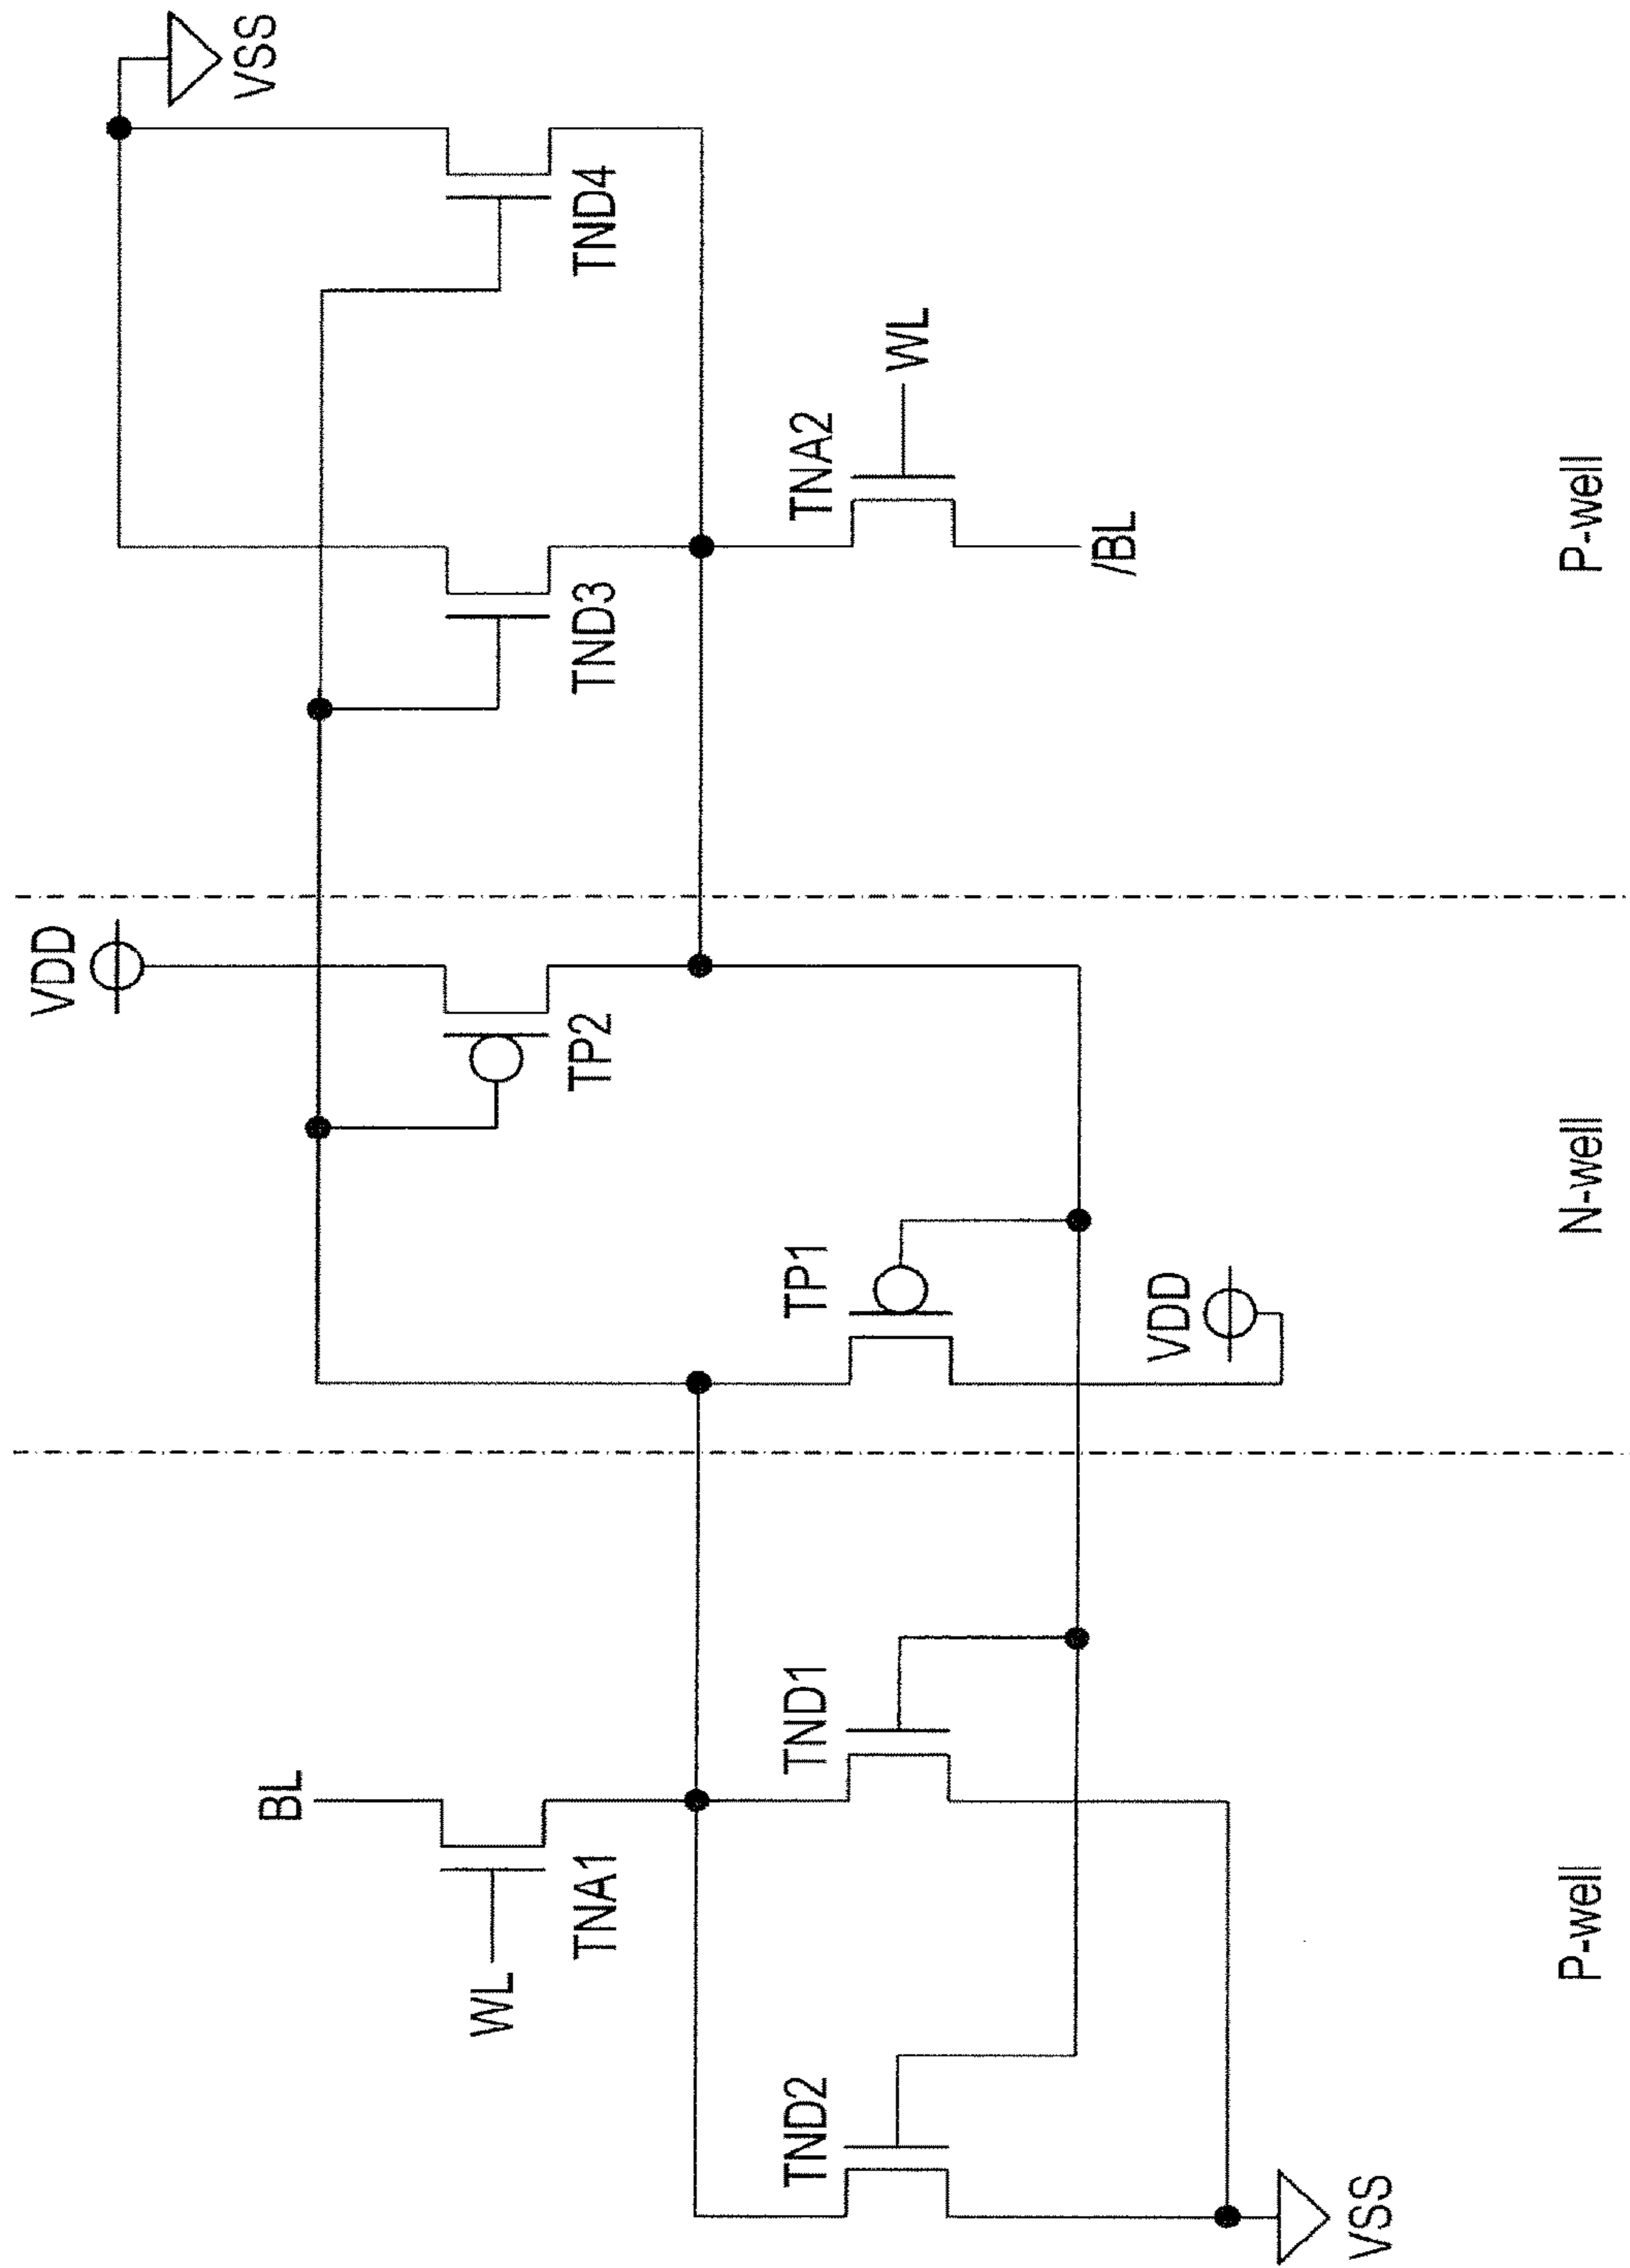 VSS
TND4
WL
TNA2
TND3
/BL
P-well
VDD
TP2
TP1
VDD
N-well
BL
TND1
TNA1
WL
TND2
VSS
P-well